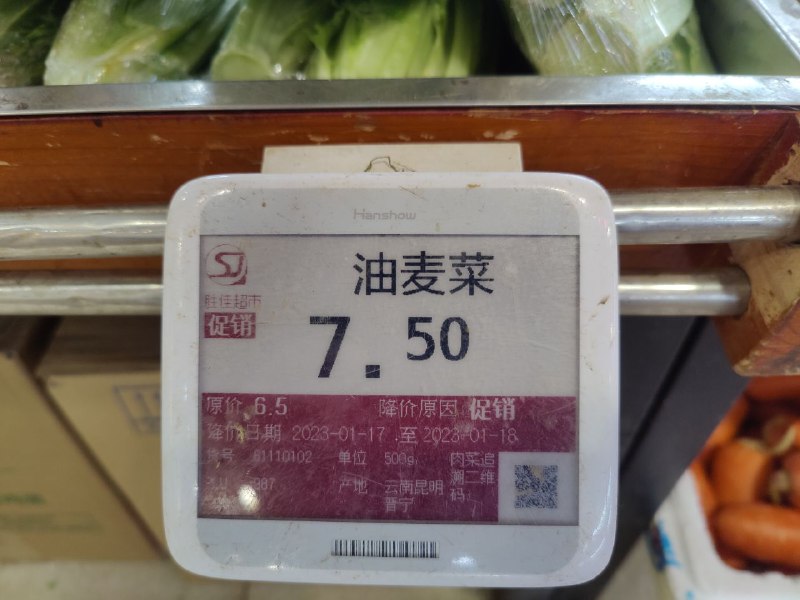 Hanshow
SJ
胜佳超市
促销
油麦菜
7.50
原价 6.5 降价原因 促销
降价日期 2023-01-17 至 2023-01-18
货号 61110102 单位 500g 肉菜追
溯二维
码
987 产地 云南昆明
晋宁